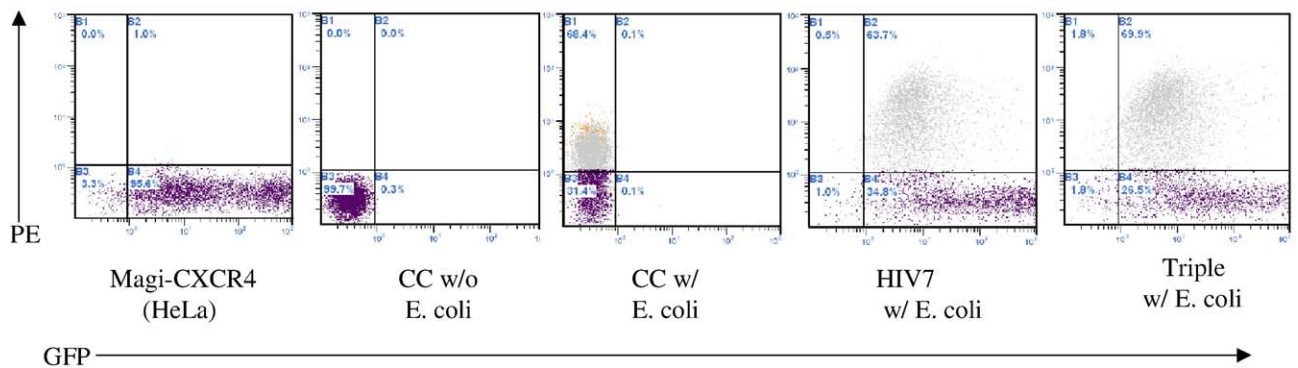 B1 B2
0.0% 1.0%
B3 B4
3.3% 95.6%
B1 B2
0.0% 0.0%
B3 B4
99.7% 0.3%
B1 B2
68.4% 0.1%
B3 B4
31.4% 0.1%
B1 B2
0.5% 63.7%
B3 B4
1.0% 34.8%
B1 B2
1.8% 69.9%
B3 B4
1.8% 26.5%
PE
Magi-CXCR4
(HeLa)
CC w/o
E. coli
CC w/
E. coli
HIV7
w/ E. coli
Triple
w/ E. coli
GFP